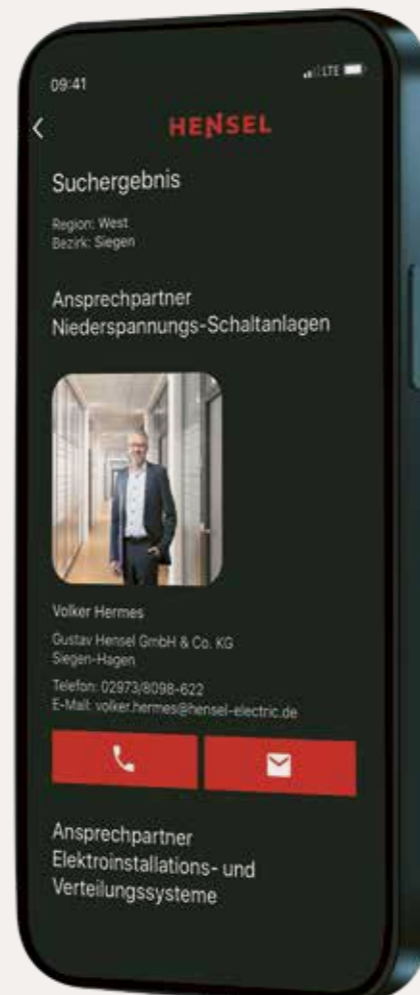 09:41
LTE
HENSEL
Suchergebnis
Region: West
Bezirk: Siegen
Ansprechpartner
Niederspannungs-Schaltanlagen
Volker Hermes
Gustav Hensel GmbH & Co. KG
Siegen-Hagen
Telefon: 02973/8098-622
E-Mail: volker.hermes@hensel-electric.de
Ansprechpartner
Elektroinstallations- und
Verteilungssysteme